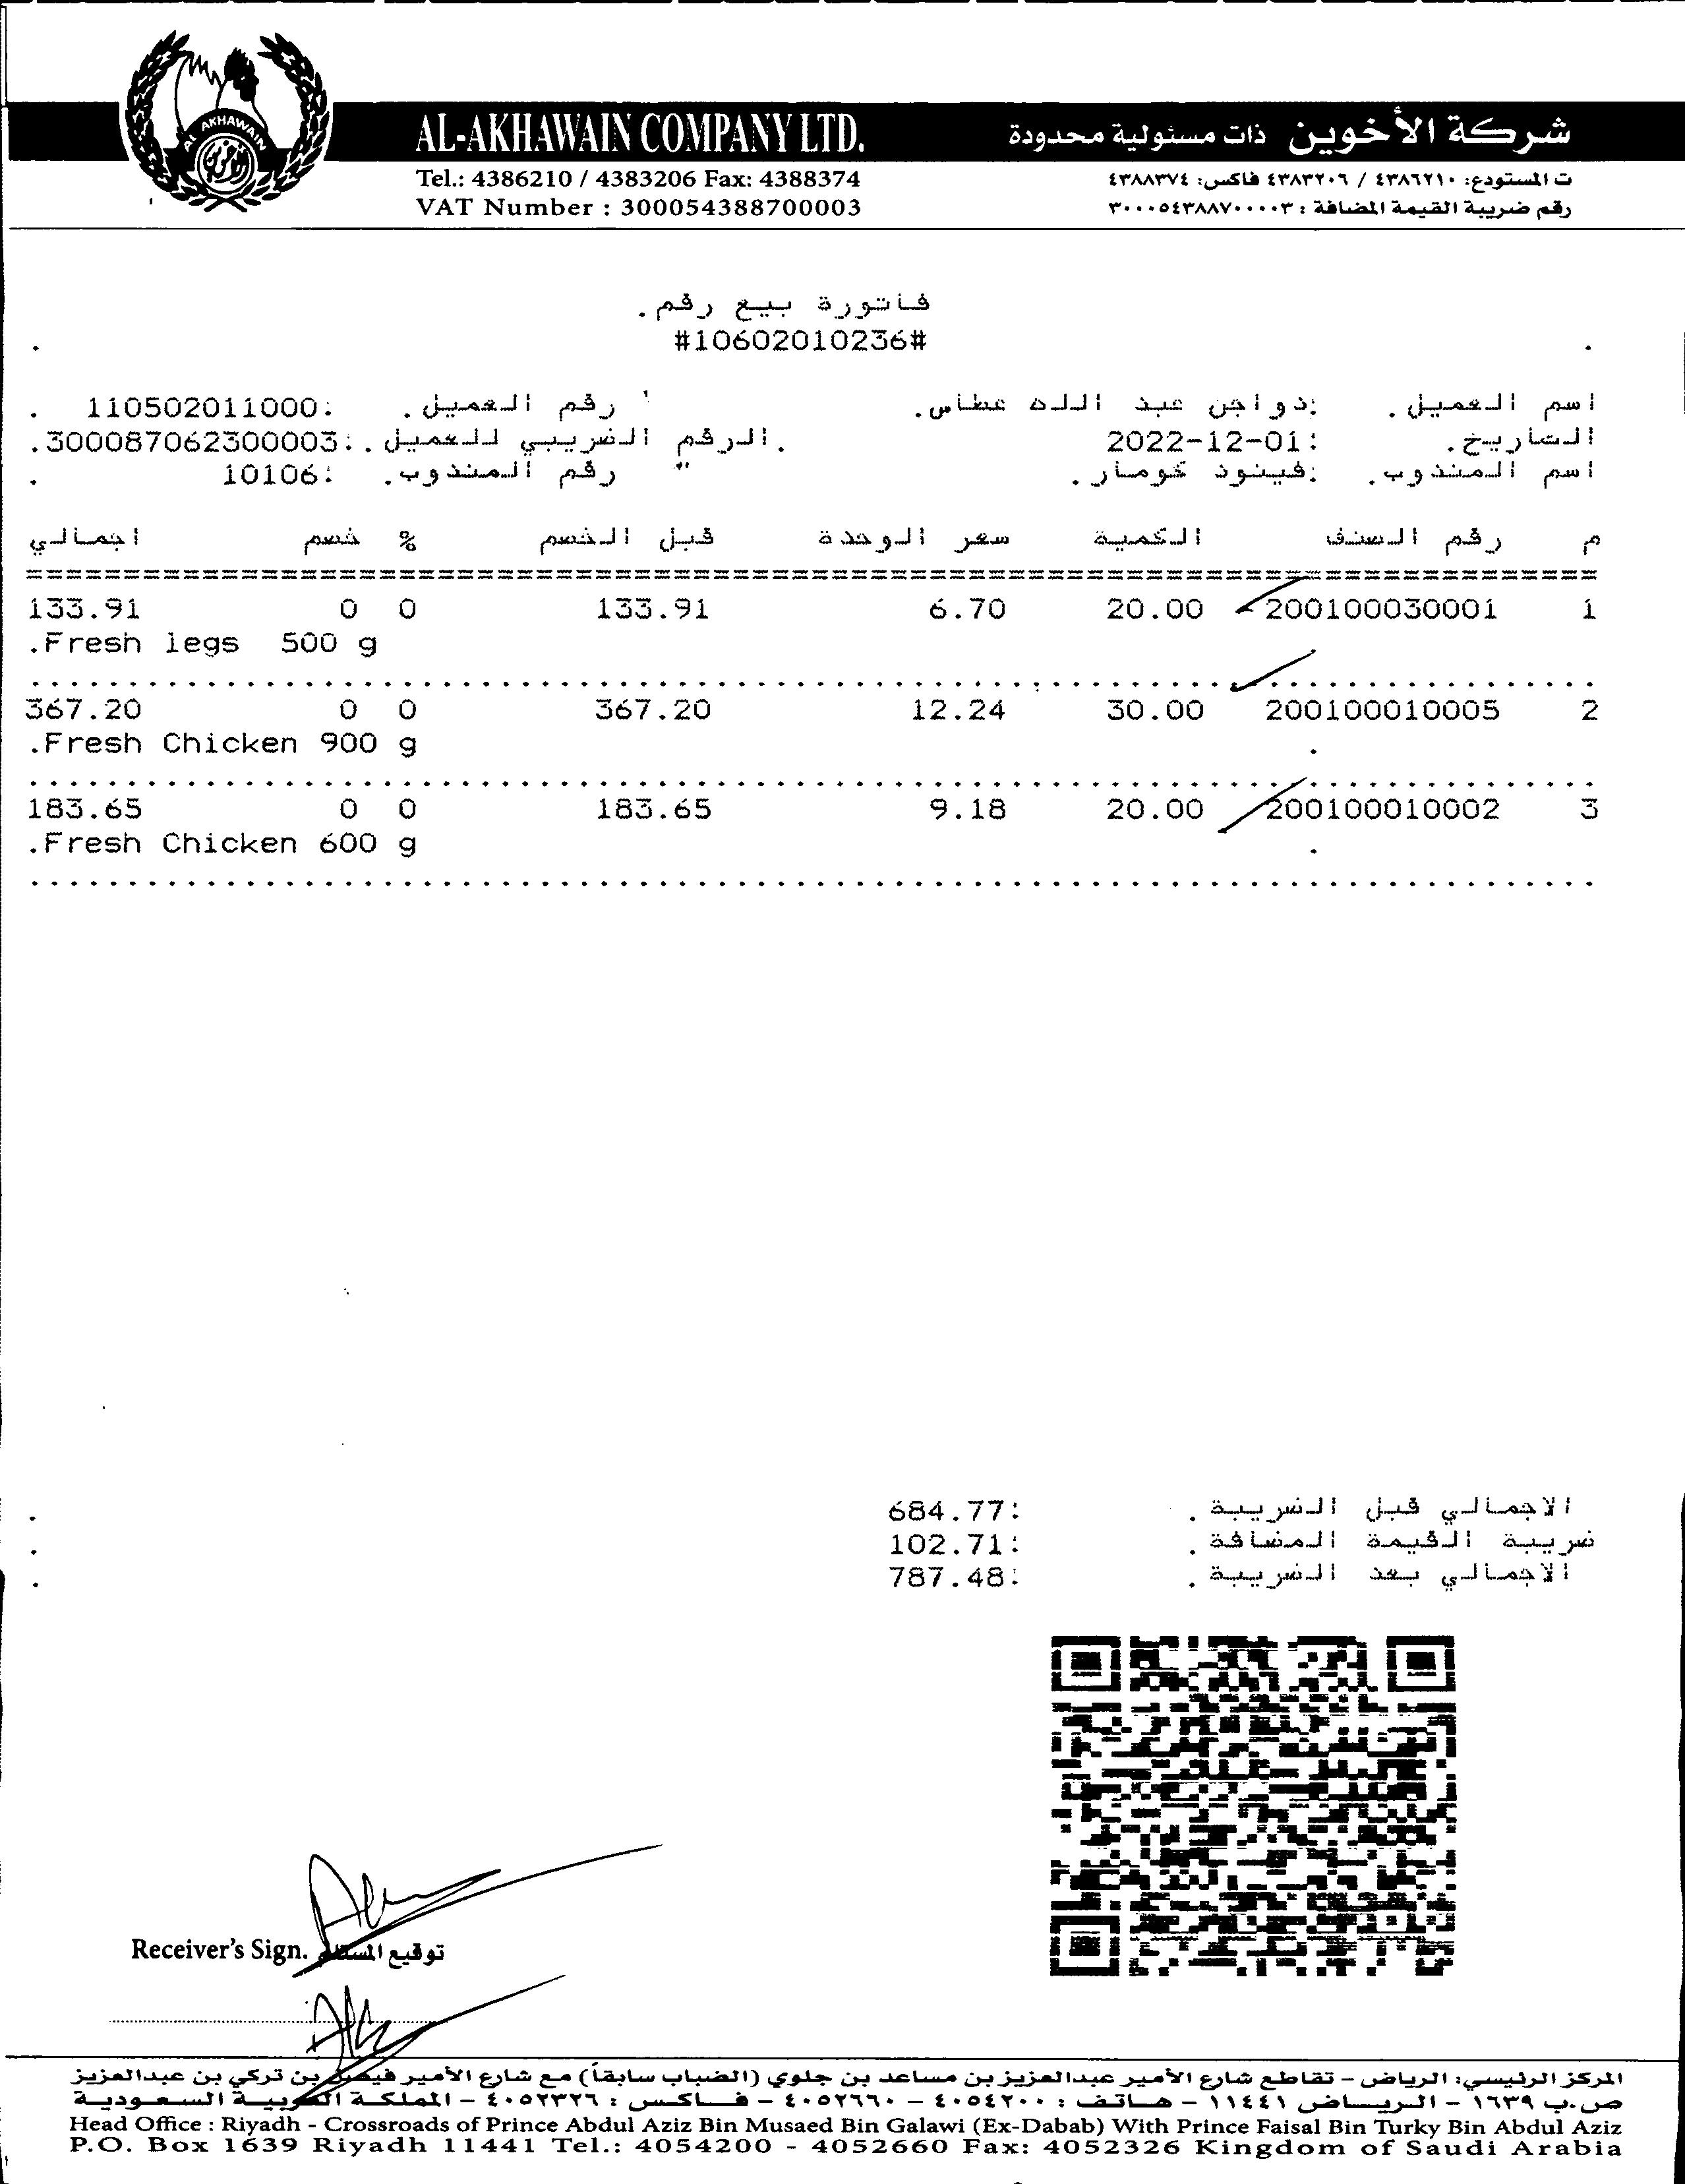 AL AKHAWAIN
AL-AKHAWAIN COMPANY LTD.
شركة الأخوين ذات مسئولية محدودة
Tel.: 4386210 / 4383206 Fax: 4388374
ت المستودع: ٤٣٨٦٢١٠ / ٤٣٨٣٢٠٦ فاكس: ٤٣٨٨٣٧٤
VAT Number : 300054388700003
رقم ضريبة القيمة المضافة : ٣٠٠٠٥٤٣٨٨٧٠٠٠٠٣
فاتورة بيع رقم.
#10602010236#
اسم العميل. :دواجن عبد الله عطاس. رقم العميل. :110502011000
التاريخ. :2022-12-01 .الرقم الضريبي للعميل.:300087062300003.
اسم المندوب. :فينود كومار. رقم المندوب. :10106
م رقم الصنف الكمية سعر الوحدة قبل الخصم % خصم اجمالي
1 200100030001 20.00 6.70 133.91 0 0 133.91
.Fresh legs 500 g
2 200100010005 30.00 12.24 367.20 0 0 367.20
.Fresh Chicken 900 g
3 200100010002 20.00 9.18 183.65 0 0 183.65
.Fresh Chicken 600 g
الاجمالي قبل الضريبة. :684.77
ضريبة القيمة المضافة. :102.71
الاجمالي بعد الضريبة. :787.48
Receiver's Sign. توقيع المستلم
المركز الرئيسي: الرياض - تقاطع شارع الأمير عبدالعزيز بن مساعد بن جلوي (الضباب سابقاً) مع شارع الأمير فيصل بن تركي بن عبدالعزيز
ص.ب ١٦٣٩ - الرياض ١١٤٤١ - هاتف : ٤٠٥٤٢٠٠ - ٤٠٥٢٦٦٠ - فاكس : ٤٠٥٢٣٢٦ - المملكة العربية السعودية
Head Office : Riyadh - Crossroads of Prince Abdul Aziz Bin Musaed Bin Galawi (Ex-Dabab) With Prince Faisal Bin Turky Bin Abdul Aziz
P.O. Box 1639 Riyadh 11441 Tel.: 4054200 - 4052660 Fax: 4052326 Kingdom of Saudi Arabia